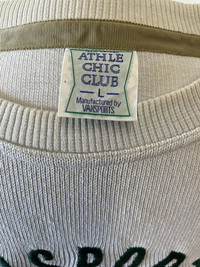 ATHLE
CHIC
CLUB
L
Manufactured by
VANSPORTS